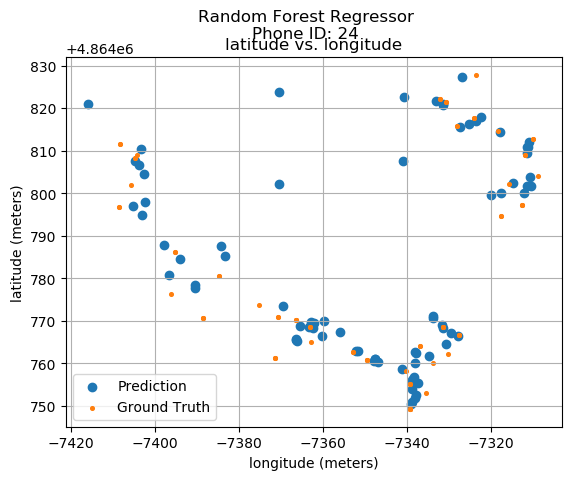 Random Forest Regressor
Phone ID: 24
latitude vs. longitude
+4.864e6
830
820
810
800
790
780
770
760
750
latitude (meters)
Prediction
Ground Truth
−7420 −7400 −7380 −7360 −7340 −7320
longitude (meters)